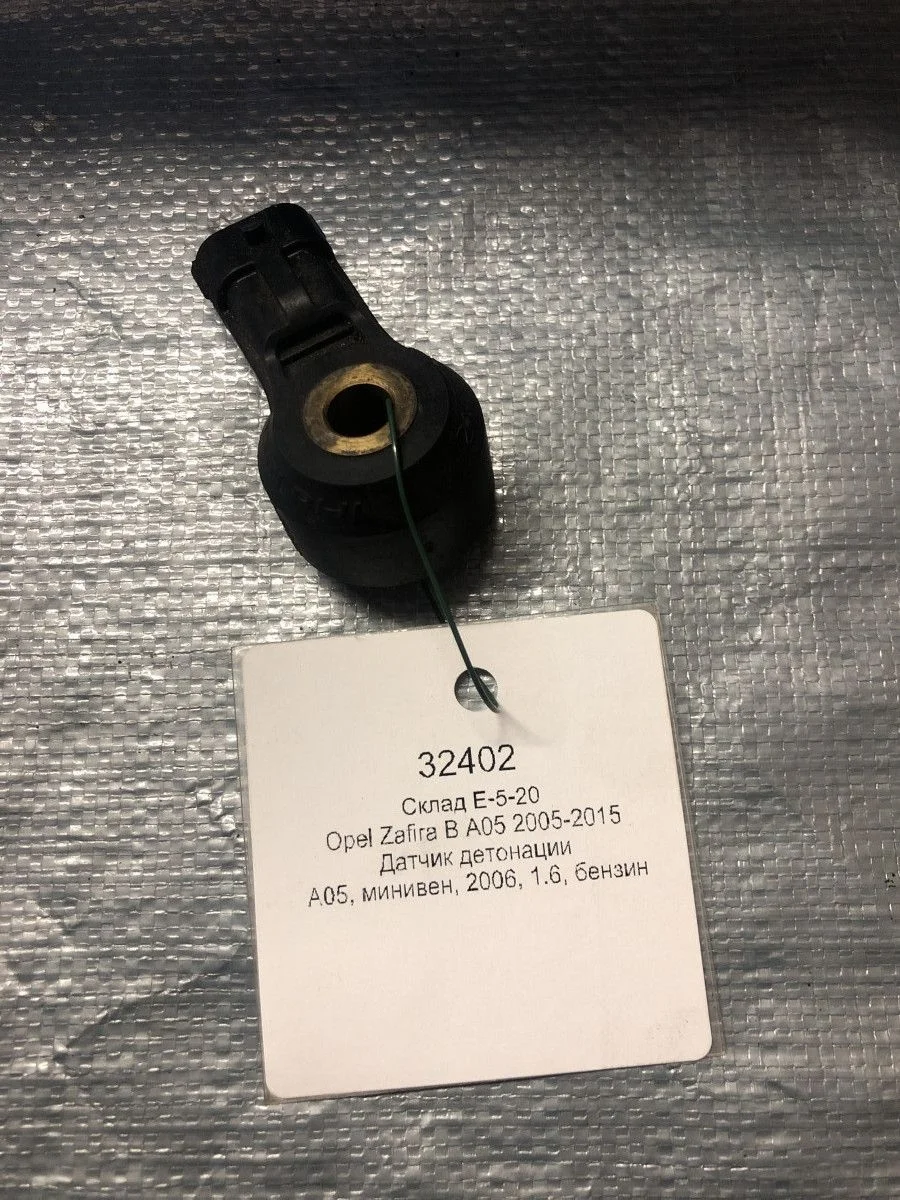 32402
Склад Е-5-20
Opel Zafira B A05 2005-2015
Датчик детонации
A05, минивен, 2006, 1.6, бензин